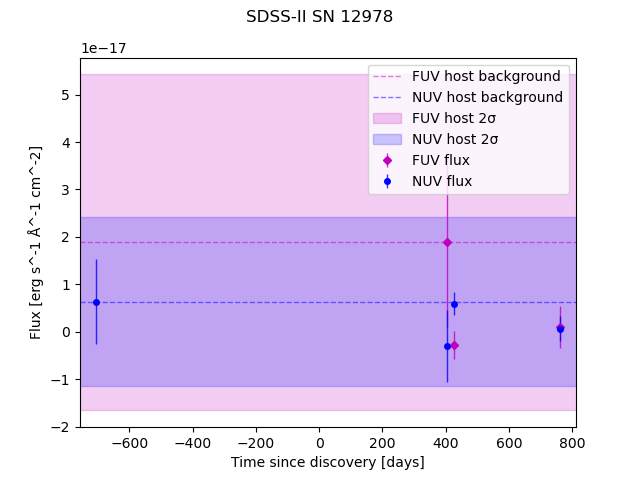 SDSS-II SN 12978
1e−17
FUV host background
NUV host background
FUV host 2σ
NUV host 2σ
FUV flux
NUV flux
5
4
3
2
1
0
−1
−2
Flux [erg s^-1 Å^-1 cm^-2]
−600 −400 −200 0 200 400 600 800
Time since discovery [days]